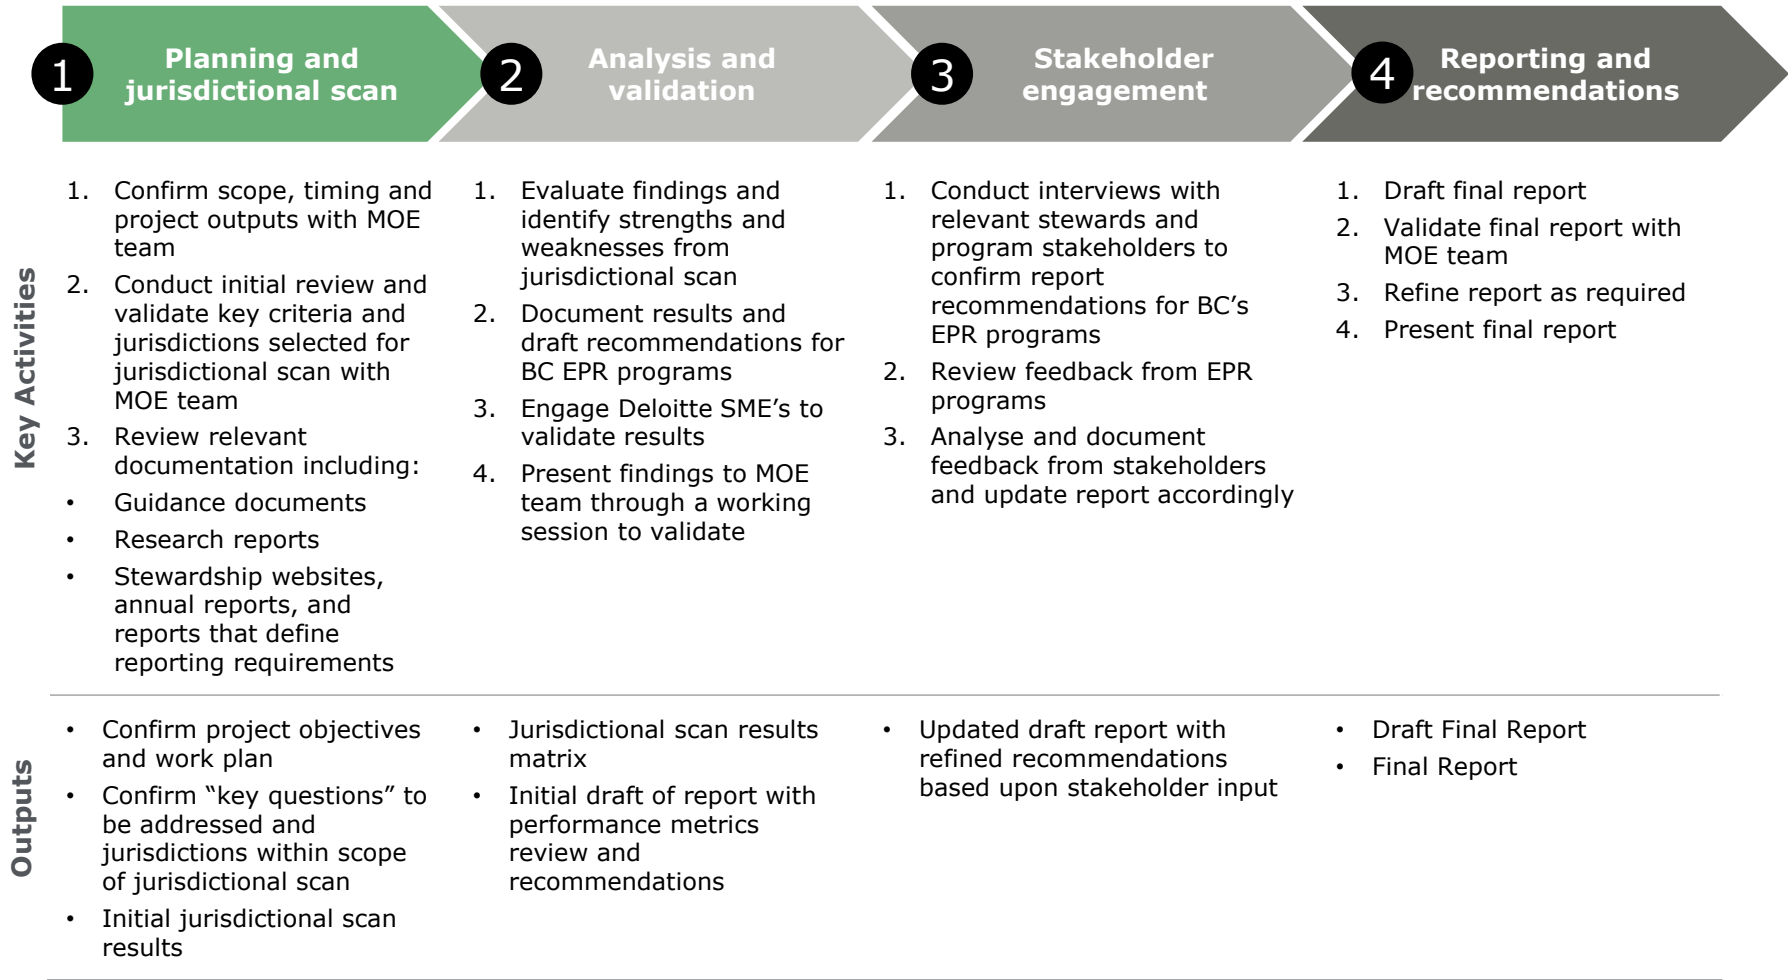 1
Planning and
jurisdictional scan
2
Analysis and
validation
3
Stakeholder
engagement
4
Reporting and
recommendations
Key Activities
1. Confirm scope, timing and
project outputs with MOE
team
2. Conduct initial review and
validate key criteria and
jurisdictions selected for
jurisdictional scan with
MOE team
3. Review relevant
documentation including:
• Guidance documents
• Research reports
• Stewardship websites,
annual reports, and
reports that define
reporting requirements
1. Evaluate findings and
identify strengths and
weaknesses from
jurisdictional scan
2. Document results and
draft recommendations for
BC EPR programs
3. Engage Deloitte SME’s to
validate results
4. Present findings to MOE
team through a working
session to validate
1. Conduct interviews with
relevant stewards and
program stakeholders to
confirm report
recommendations for BC’s
EPR programs
2. Review feedback from EPR
programs
3. Analyse and document
feedback from stakeholders
and update report accordingly
1. Draft final report
2. Validate final report with
MOE team
3. Refine report as required
4. Present final report
Outputs
• Confirm project objectives
and work plan
• Confirm “key questions” to
be addressed and
jurisdictions within scope
of jurisdictional scan
• Initial jurisdictional scan
results
• Jurisdictional scan results
matrix
• Initial draft of report with
performance metrics
review and
recommendations
• Updated draft report with
refined recommendations
based upon stakeholder input
• Draft Final Report
• Final Report